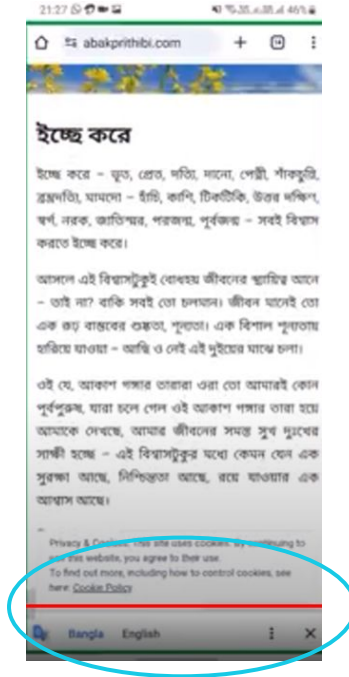 21:27
46%
abakprithibi.com
ইচ্ছে করে
ইচ্ছে করে – ভূত, প্রেত, দত্যি, দানো, পেত্নী, শাঁকচুন্নি,
ব্রহ্মদত্যি, মামদো – হাঁচি, কাশি, টিকটিকি, উত্তর দক্ষিণ,
স্বর্গ, নরক, জাতিস্মর, পরজন্ম, পূর্বজন্ম – সবই বিশ্বাস
করতে ইচ্ছে করে।
আসলে এই বিশ্বাসটুকুই বোধহয় জীবনের স্থায়িত্ব আনে
– তাই না? বাকি সবই তো চলমান। জীবন মানেই তো
এক রূঢ় বাস্তবের শুষ্কতা, শূন্যতা। এক বিশাল শূন্যতায়
হারিয়ে যাওয়া – আছি ও নেই এই দুইয়ের মাঝে চলা।
ওই যে, আকাশ গঙ্গার তারারা ওরা তো আমারই কোন
পূর্বপুরুষ, যারা চলে গেল ওই আকাশ গঙ্গার তারা হয়ে
আমাকে দেখছে, আমার জীবনের সমস্ত সুখ দুঃখের
সাক্ষী হচ্ছে – এই বিশ্বাসটুকুর মধ্যে কেমন যেন এক
সুরক্ষা আছে, নিশ্চিন্ততা আছে, রয়ে যাওয়ার এক
আশ্বাস আছে।
Privacy & Cookies: This site uses cookies. By continuing to
use this website, you agree to their use.
To find out more, including how to control cookies, see
here: Cookie Policy
Bangla English